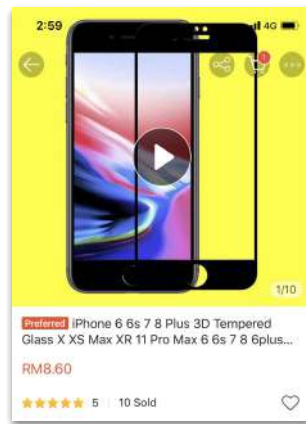 2:59
4G
1
1/10
Preferred iPhone 6 6s 7 8 Plus 3D Tempered
Glass X XS Max XR 11 Pro Max 6 6s 7 8 6plus...
RM8.60
5 10 Sold